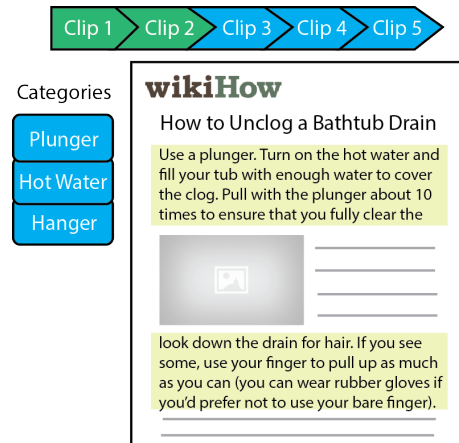 Clip 1 Clip 2 Clip 3 Clip 4 Clip 5
Categories
Plunger
Hot Water
Hanger
wikiHow
How to Unclog a Bathtub Drain
Use a plunger. Turn on the hot water and
fill your tub with enough water to cover
the clog. Pull with the plunger about 10
times to ensure that you fully clear the
look down the drain for hair. If you see
some, use your finger to pull up as much
as you can (you can wear rubber gloves if
you’d prefer not to use your bare finger).